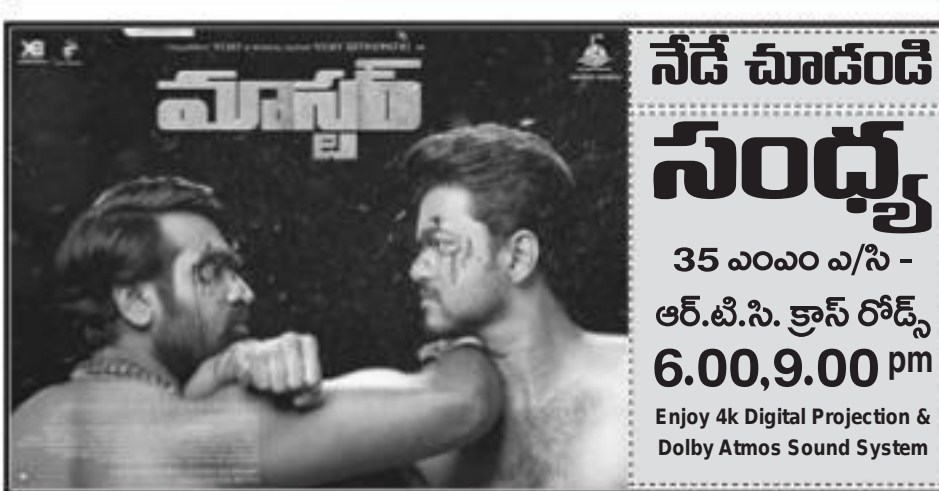 మాస్టర్
నేడే చూడండి
సంధ్య
35 ఎంఎం ఎ/సి -
ఆర్.టి.సి. క్రాస్ రోడ్స్
6.00,9.00 pm
Enjoy 4k Digital Projection &
Dolby Atmos Sound System